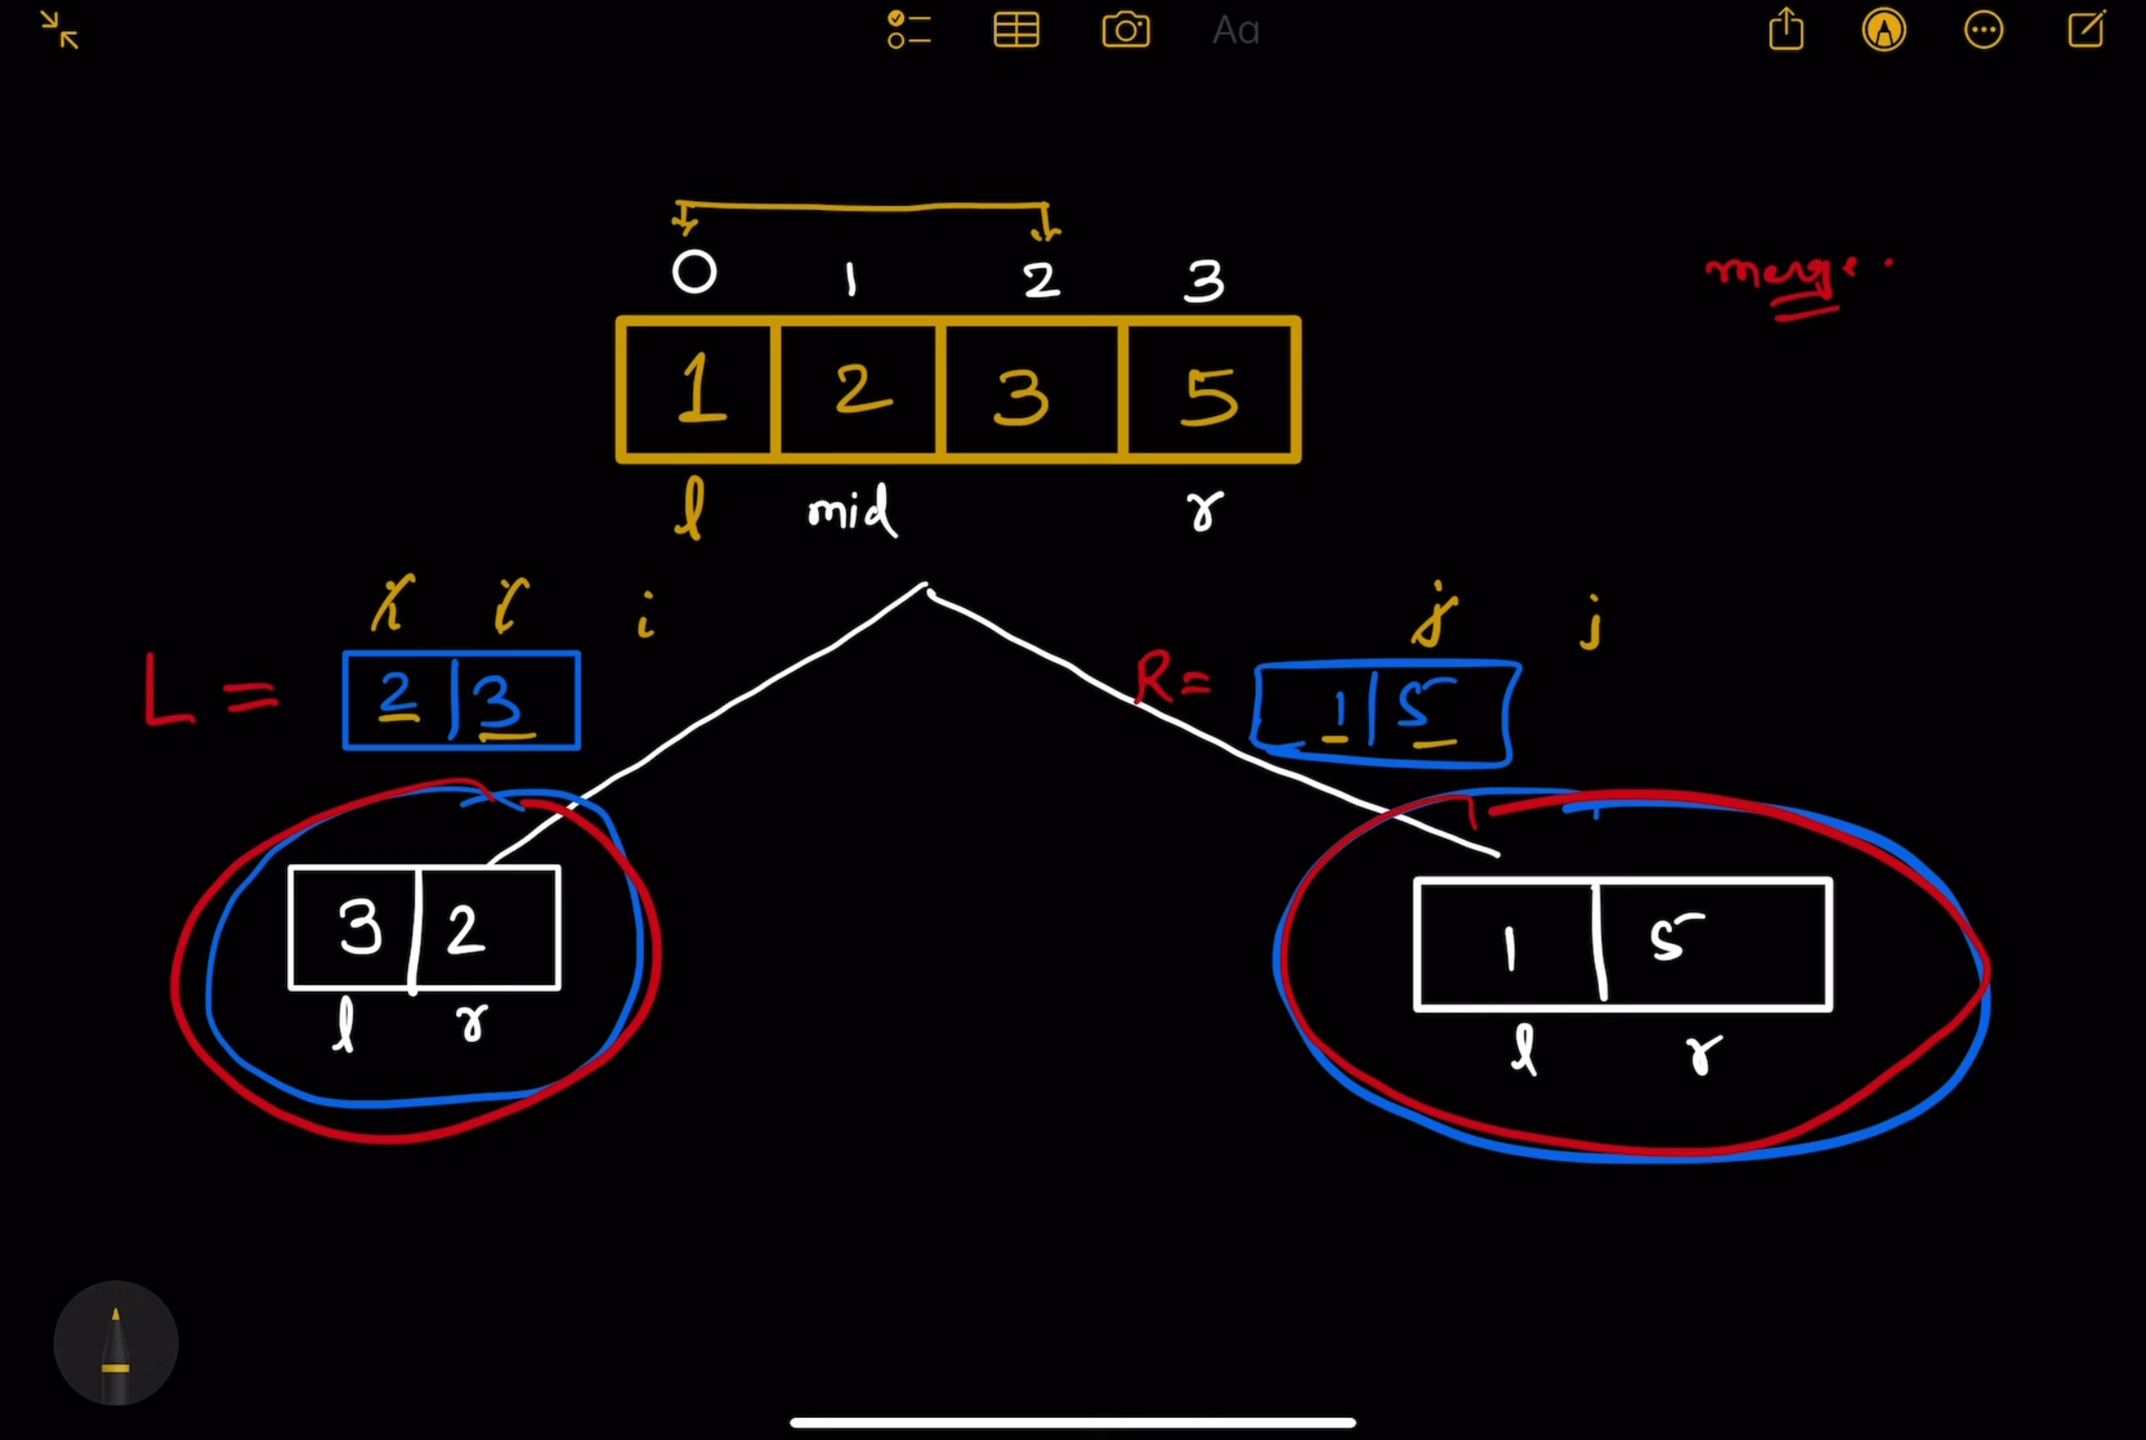 Aa
0 1 2 3
merge.
1 2 3 5
l mid r
i i i
j j
L = 2 | 3
R = 1 | 5
3 | 2
1 | 5
l r
l r